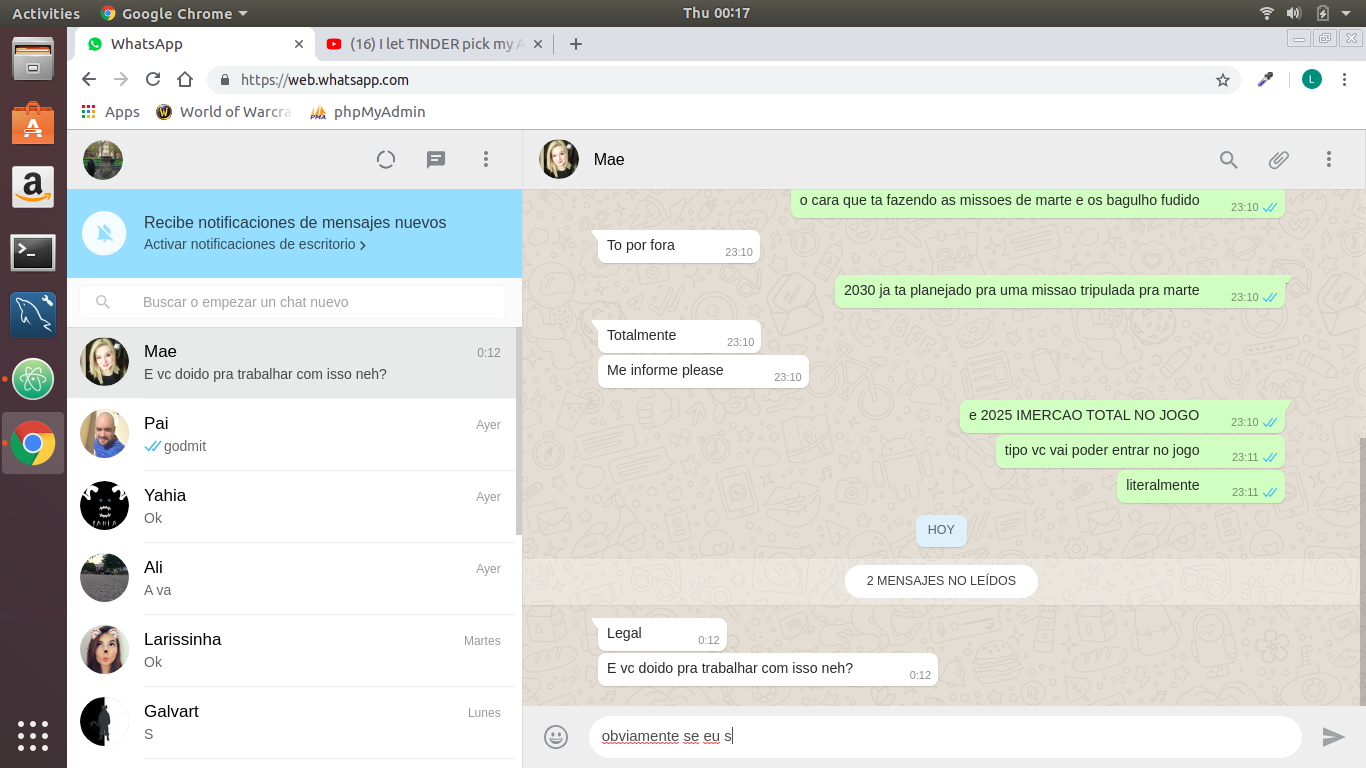 Activities
Google Chrome
Thu 00:17
WhatsApp
(16) I let TINDER pick my A
https://web.whatsapp.com
L
Apps
World of Warcra
phpMyAdmin
Recibe notificaciones de mensajes nuevos
Activar notificaciones de escritorio
Buscar o empezar un chat nuevo
Mae
0:12
E vc doido pra trabalhar com isso neh?
Pai
Ayer
godmit
Yahia
Ayer
Ok
Ali
Ayer
A va
Larissinha
Martes
Ok
Galvart
Lunes
S
Mae
o cara que ta fazendo as missoes de marte e os bagulho fudido
23:10
To por fora
23:10
2030 ja ta planejado pra uma missao tripulada pra marte
23:10
Totalmente
23:10
Me informe please
23:10
e 2025 IMERCAO TOTAL NO JOGO
23:10
tipo vc vai poder entrar no jogo
23:11
literalmente
23:11
HOY
2 MENSAJES NO LEÍDOS
Legal
0:12
E vc doido pra trabalhar com isso neh?
0:12
obviamente se eu s